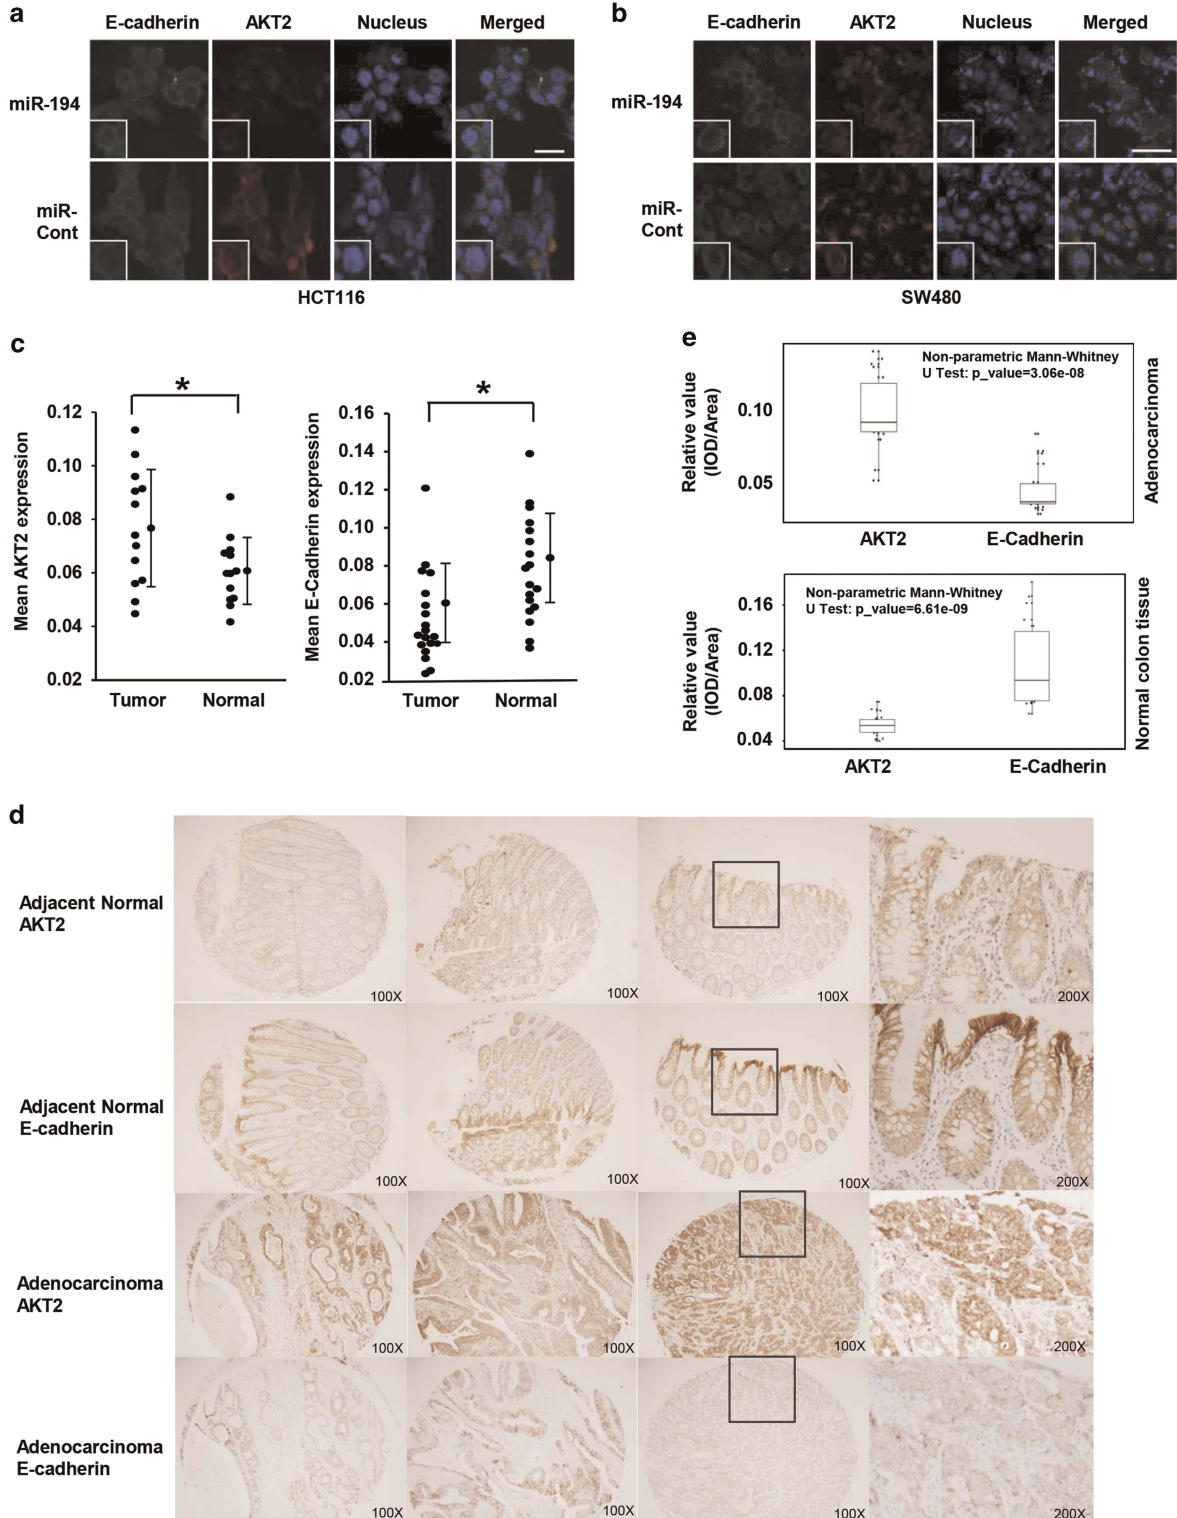 a
E-cadherin AKT2 Nucleus Merged
miR-194
miR-
Cont
HCT116
b
E-cadherin AKT2 Nucleus Merged
miR-194
miR-
Cont
SW480
c
Mean AKT2 expression
0.12
0.10
0.08
0.06
0.04
0.02
*
Tumor Normal
Mean E-Cadherin expression
0.16
0.14
0.12
0.10
0.08
0.06
0.04
0.02
*
Tumor Normal
e
Relative value
(IOD/Area)
0.10
0.05
Non-parametric Mann-Whitney
U Test: p_value=3.06e-08
Adenocarcinoma
AKT2 E-Cadherin
Relative value
(IOD/Area)
0.16
0.12
0.08
0.04
Non-parametric Mann-Whitney
U Test: p_value=6.61e-09
Normal colon tissue
AKT2 E-Cadherin
d
Adjacent Normal
AKT2
100X 100X 100X 200X
Adjacent Normal
E-cadherin
100X 100X 100X 200X
Adenocarcinoma
AKT2
100X 100X 100X 200X
Adenocarcinoma
E-cadherin
100X 100X 100X 200X